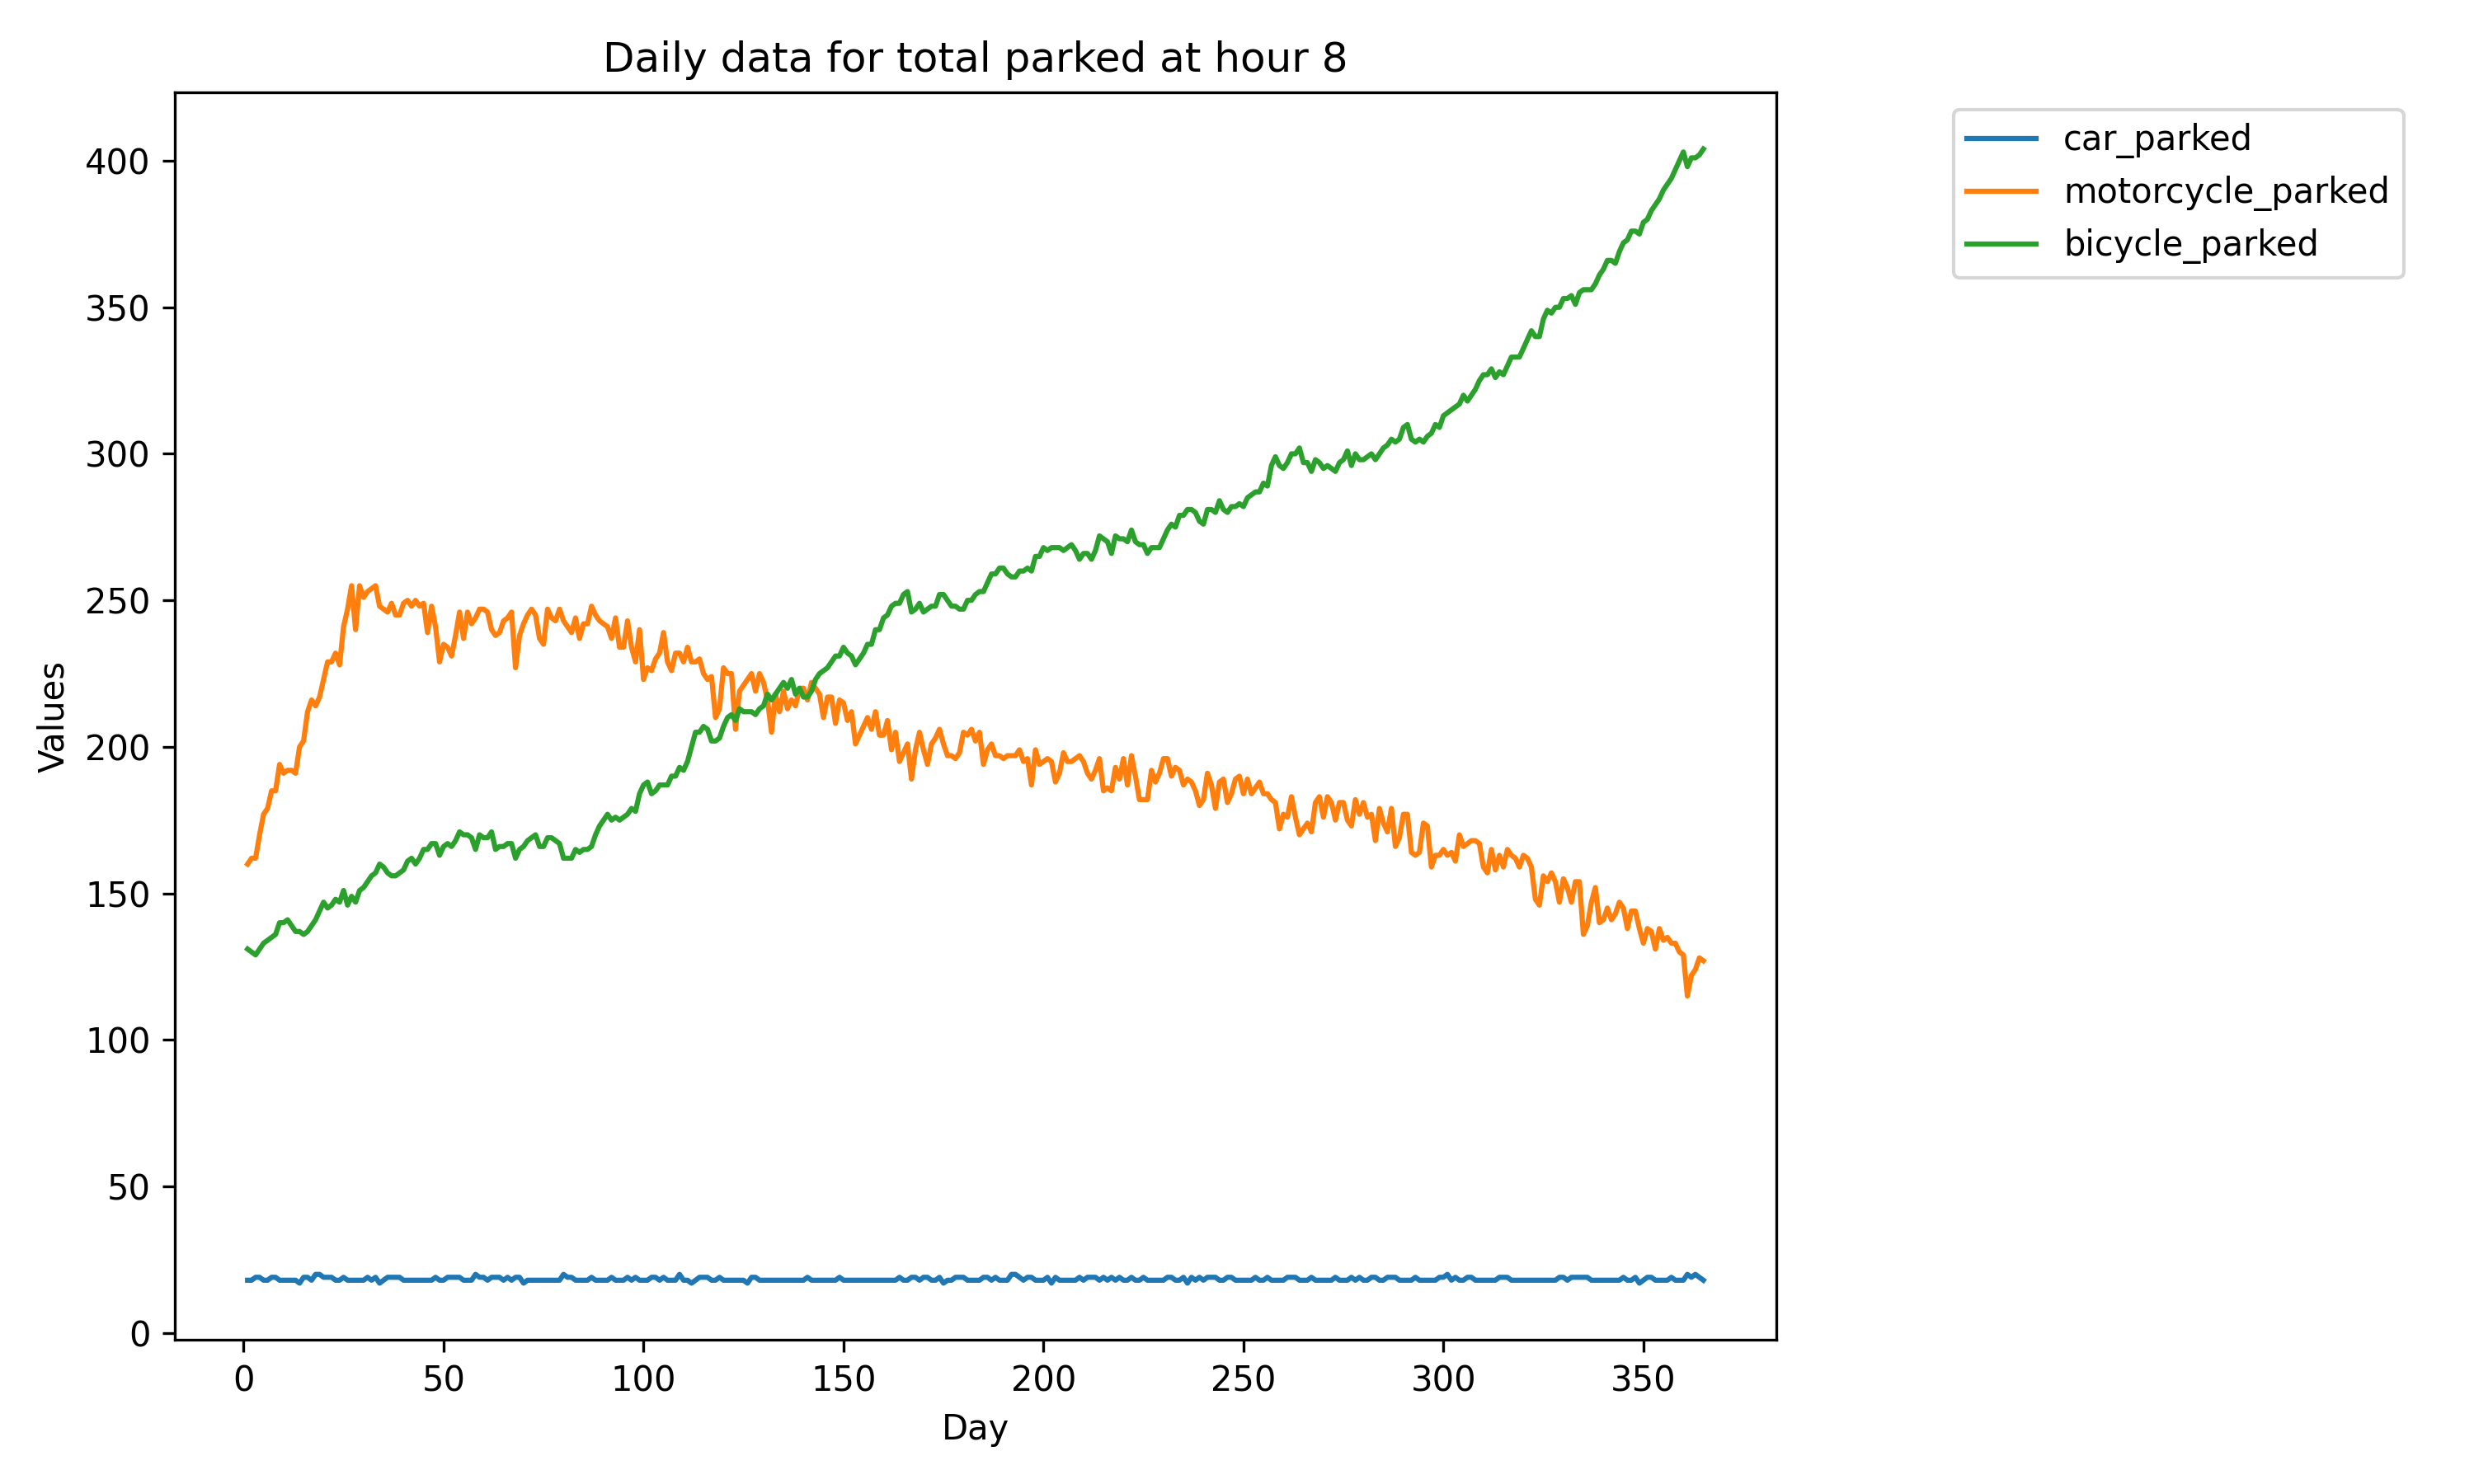 Daily data for total parked at hour 8
car_parked
motorcycle_parked
bicycle_parked
400
350
300
250
200
150
100
50
0
Values
0 50 100 150 200 250 300 350
Day